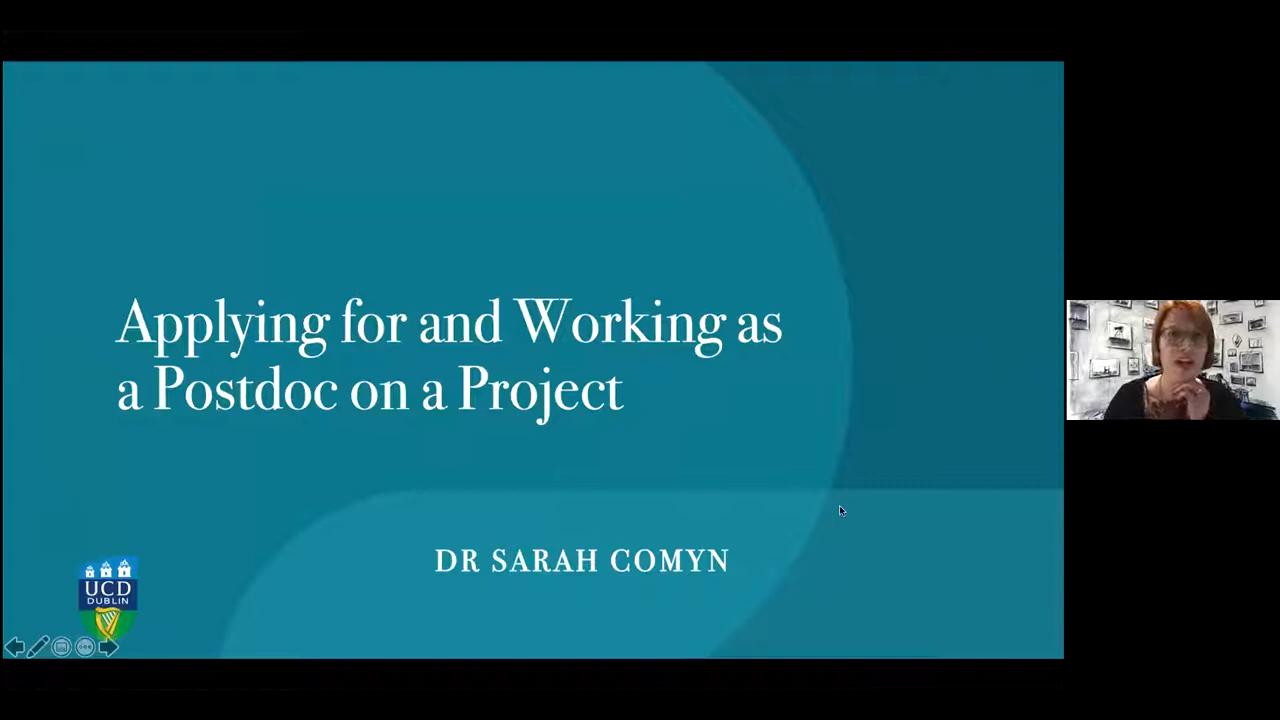 Applying for and Working as
a Postdoc on a Project
DR SARAH COMYN
UCD
DUBLIN